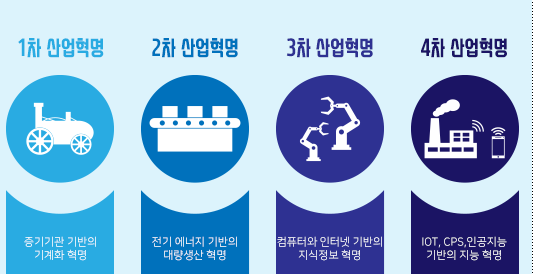 1차 산업혁명
2차 산업혁명
3차 산업혁명
4차 산업혁명
증기기관 기반의
기계화 혁명
전기 에너지 기반의
대량생산 혁명
컴퓨터와 인터넷 기반의
지식정보 혁명
IOT, CPS,인공지능
기반의 지능 혁명